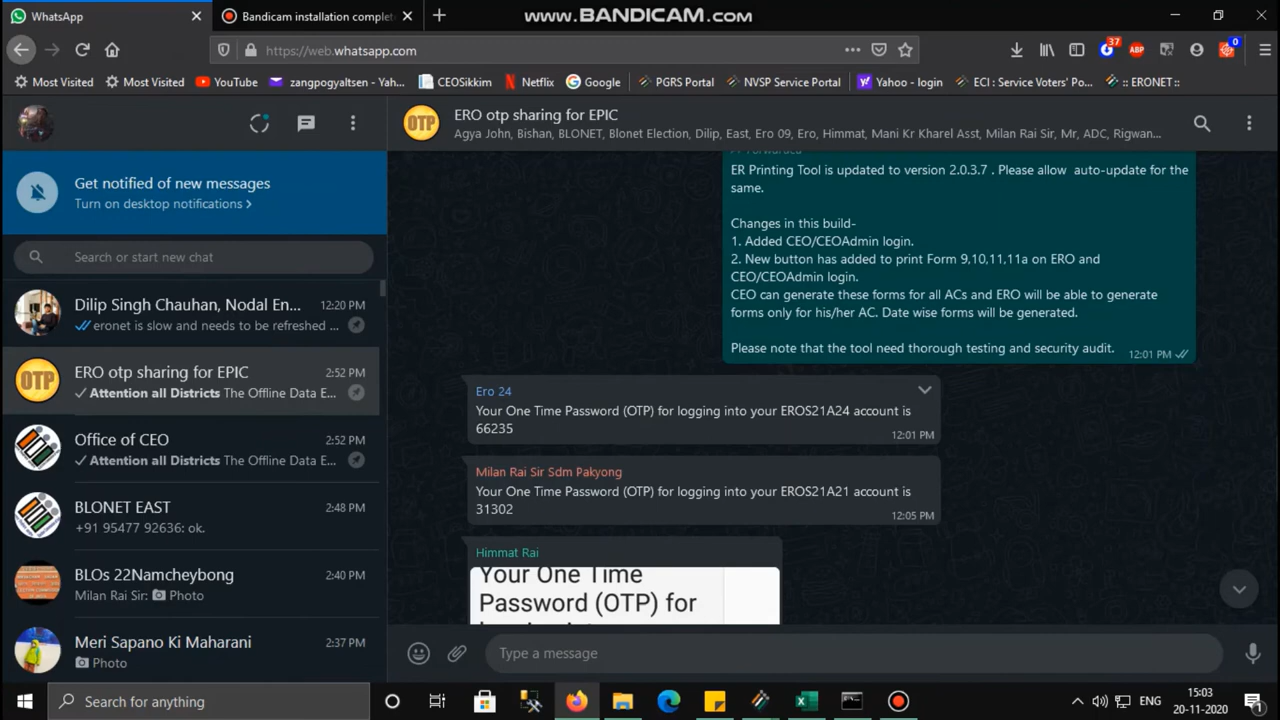 WhatsApp
Bandicam installation complet
www.BANDICAM.com
https://web.whatsapp.com
37
ABP
0
Most Visited
Most Visited
YouTube
zangpogyaltsen - Yah...
CEOSikkim
Netflix
Google
PGRS Portal
NVSP Service Portal
Yahoo - login
ECI : Service Voters' Po...
:: ERONET ::
Get notified of new messages
Turn on desktop notifications >
Search or start new chat
Dilip Singh Chauhan, Nodal En...
12:20 PM
eronet is slow and needs to be refreshed ...
OTP
ERO otp sharing for EPIC
2:52 PM
Attention all Districts The Offline Data E...
Office of CEO
2:52 PM
Attention all Districts The Offline Data E...
BLONET EAST
2:48 PM
+91 95477 92636: ok.
BLOs 22Namcheybong
2:40 PM
Milan Rai Sir: Photo
Meri Sapano Ki Maharani
2:37 PM
Photo
OTP
ERO otp sharing for EPIC
Agya John, Bishan, BLONET, Blonet Election, Dilip, East, Ero 09, Ero, Himmat, Mani Kr Kharel Asst, Milan Rai Sir, Mr, ADC, Rigwan...
Forwarded
ER Printing Tool is updated to version 2.0.3.7 . Please allow auto-update for the
same.
Changes in this build-
1. Added CEO/CEOAdmin login.
2. New button has added to print Form 9,10,11,11a on ERO and
CEO/CEOAdmin login.
CEO can generate these forms for all ACs and ERO will be able to generate
forms only for his/her AC. Date wise forms will be generated.
Please note that the tool need thorough testing and security audit.
12:01 PM
Ero 24
Your One Time Password (OTP) for logging into your EROS21A24 account is
66235
12:01 PM
Milan Rai Sir Sdm Pakyong
Your One Time Password (OTP) for logging into your EROS21A21 account is
31302
12:05 PM
Himmat Rai
Your One Time
Password (OTP) for
Type a message
Search for anything
ENG
15:03
20-11-2020
1